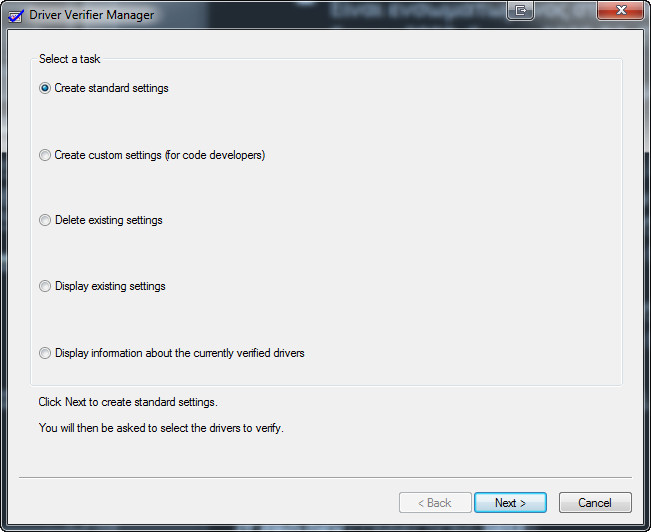 Driver Verifier Manager
Select a task
Create standard settings
Create custom settings (for code developers)
Delete existing settings
Display existing settings
Display information about the currently verified drivers
Click Next to create standard settings.
You will then be asked to select the drivers to verify.
< Back
Next >
Cancel